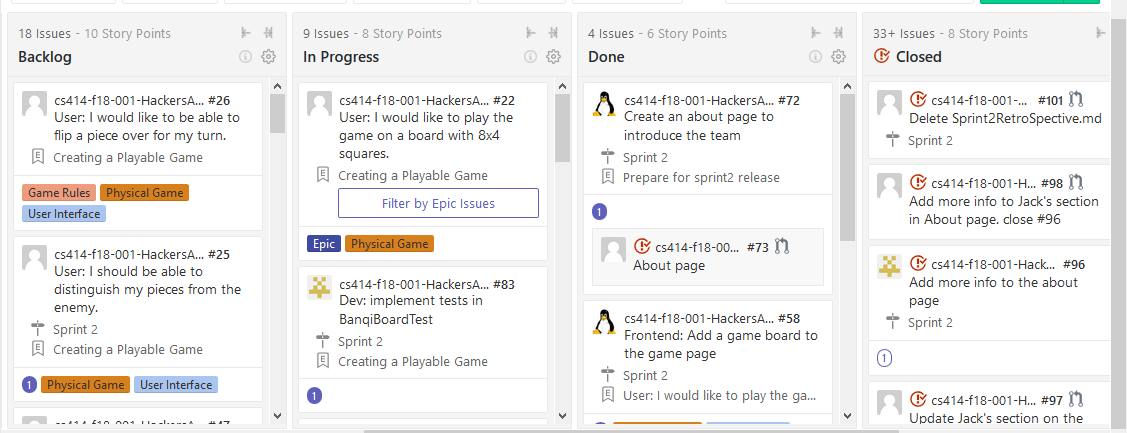 18 Issues - 10 Story Points
Backlog
cs414-f18-001-HackersA... #26
User: I would like to be able to
flip a piece over for my turn.
Creating a Playable Game
Game Rules Physical Game
User Interface
cs414-f18-001-HackersA... #25
User: I should be able to
distinguish my pieces from the
enemy.
Sprint 2
Creating a Playable Game
1 Physical Game User Interface
cs414-f18-001-HackersA... #47
9 Issues - 8 Story Points
In Progress
cs414-f18-001-HackersA... #22
User: I would like to play the
game on a board with 8x4
squares.
Creating a Playable Game
Filter by Epic Issues
Epic Physical Game
cs414-f18-001-HackersA... #83
Dev: implement tests in
BanqiBoardTest
Sprint 2
Creating a Playable Game
1
4 Issues - 6 Story Points
Done
cs414-f18-001-HackersA... #72
Create an about page to
introduce the team
Sprint 2
Prepare for sprint2 release
1
cs414-f18-00... #73
About page
cs414-f18-001-HackersA... #58
Frontend: Add a game board to
the game page
Sprint 2
User: I would like to play the ga...
33+ Issues - 8 Story Points
Closed
cs414-f18-001-... #101
Delete Sprint2RetroSpective.md
Sprint 2
cs414-f18-001-H... #98
Add more info to Jack's section
in About page. close #96
cs414-f18-001-Hack... #96
Add more info to the about
page
Sprint 2
1
cs414-f18-001-H... #97
Update Jack's section on the